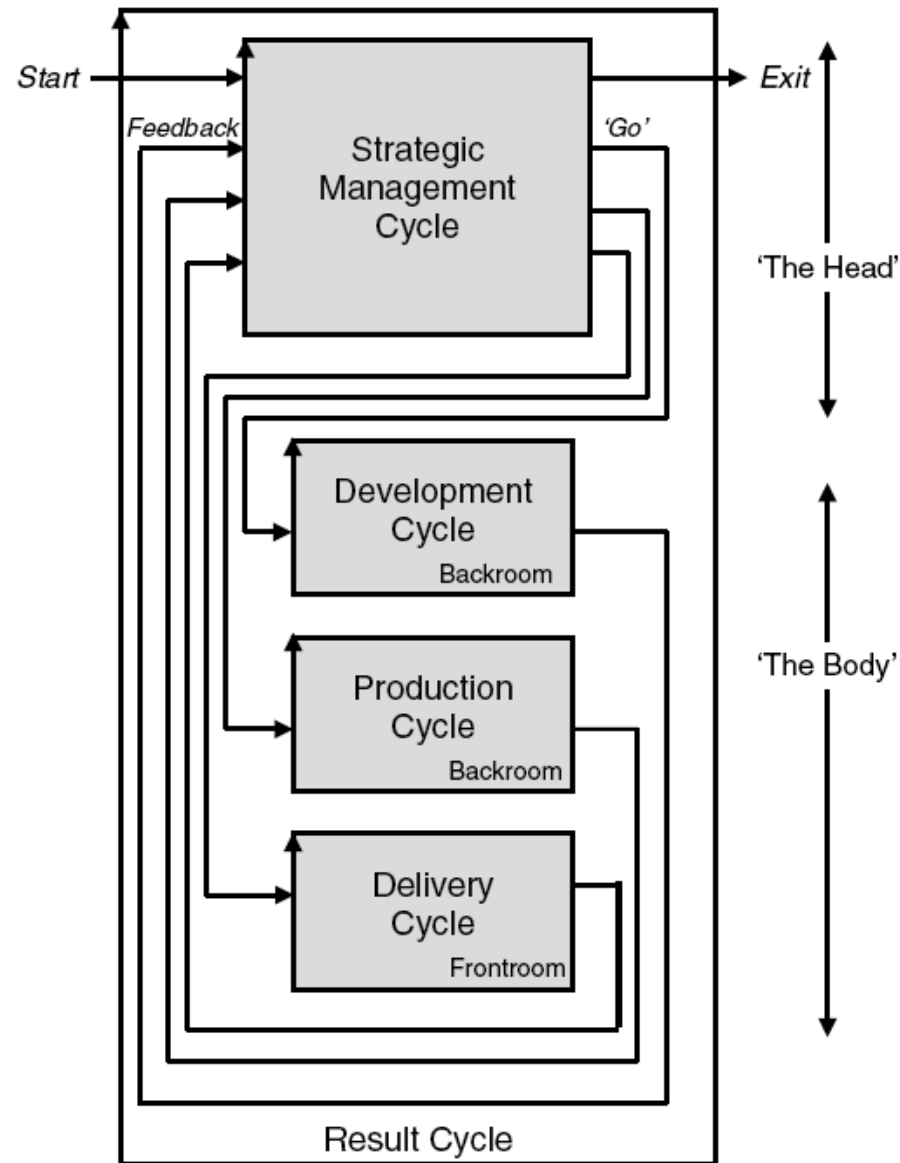 Start
Exit
Feedback
‘Go’
Strategic
Management
Cycle
‘The Head’
Development
Cycle
Backroom
‘The Body’
Production
Cycle
Backroom
Delivery
Cycle
Frontroom
Result Cycle